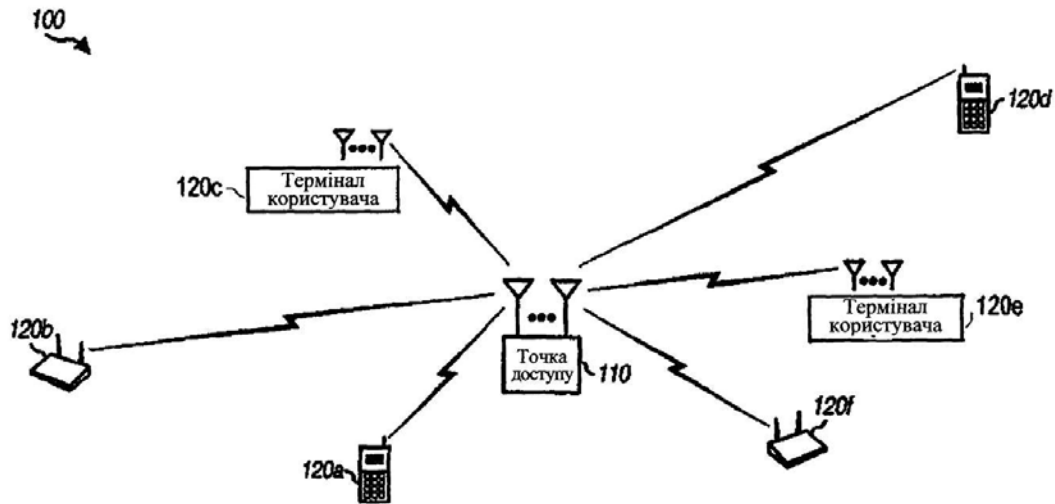 100
120d
120c
Термінал
користувача
120e
Термінал
користувача
120b
Точка
доступу
110
120f
120a